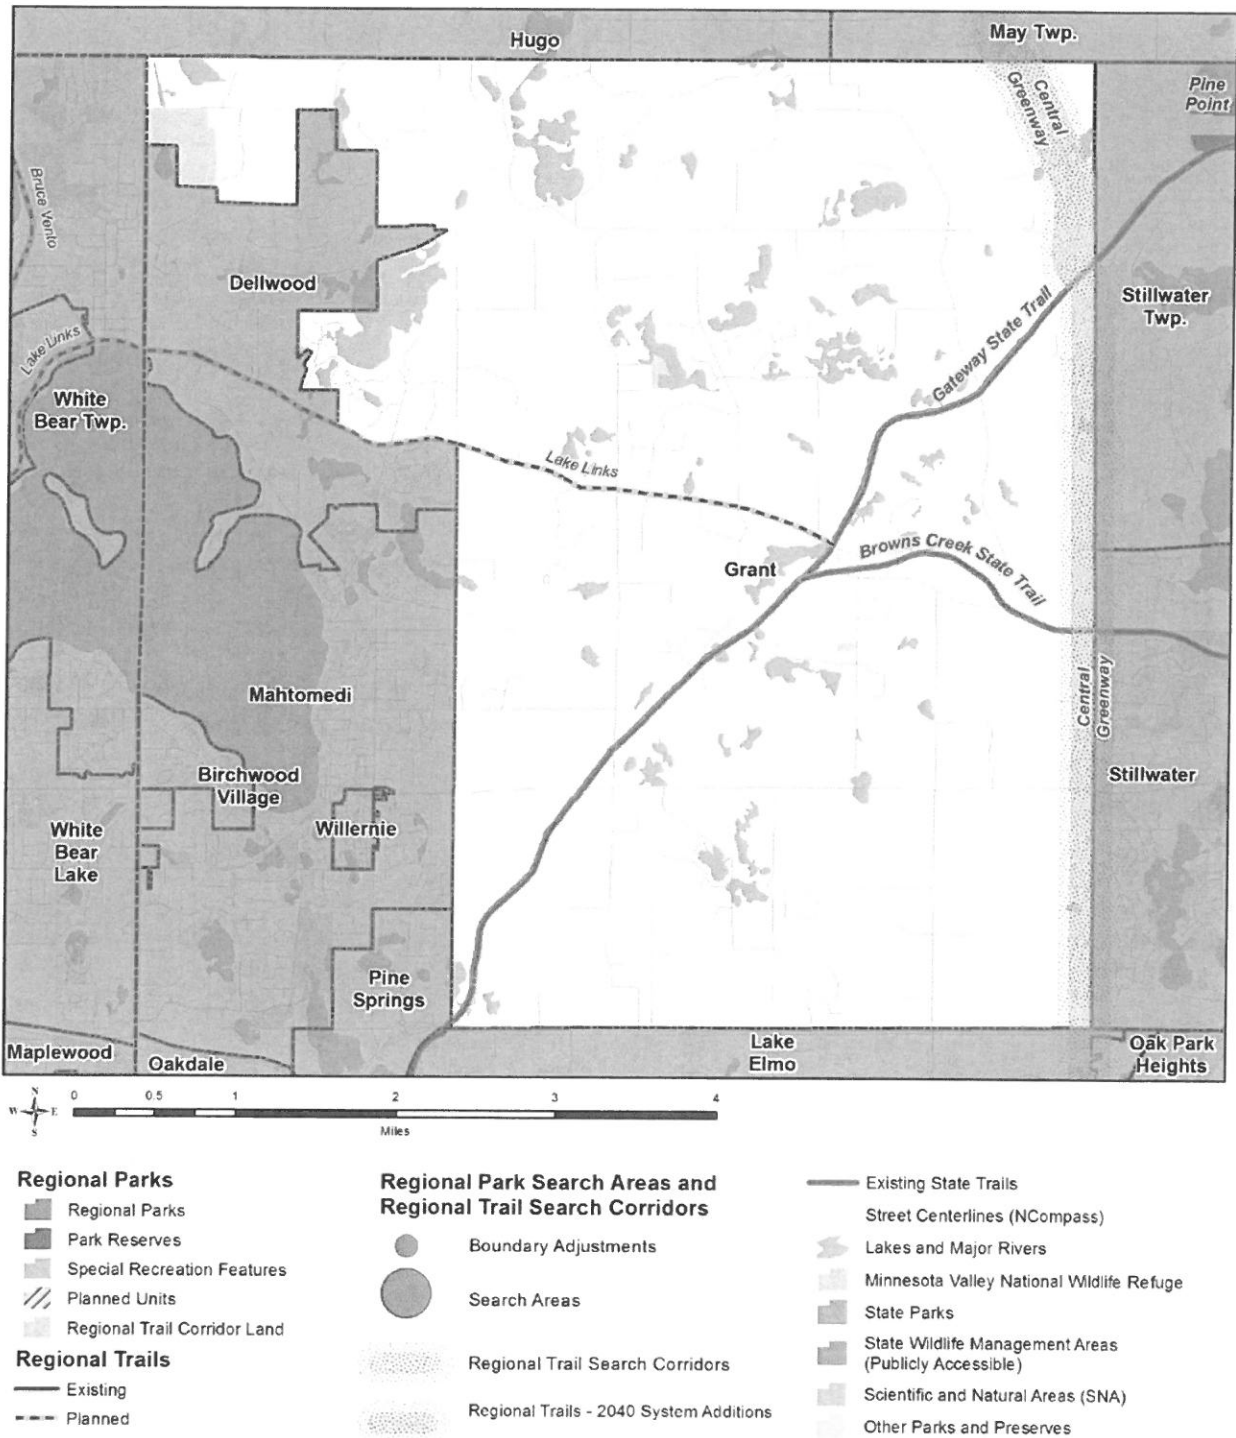 Hugo
May Twp.
Central
Greenway
Pine
Point
Bruce Vento
Dellwood
Stillwater
Twp.
Gateway State Trail
Lake Links
White
Bear Twp.
Lake Links
Browns Creek State Trail
Grant
Central
Greenway
Mahtomedi
Birchwood
Village
Stillwater
White
Bear
Lake
Willernie
Pine
Springs
Maplewood
Oakdale
Lake
Elmo
Oak Park
Heights
N
W E
S
0 0.5 1 2 3 4
Miles
Regional Parks
Regional Parks
Park Reserves
Special Recreation Features
Planned Units
Regional Trail Corridor Land
Regional Trails
Existing
Planned
Regional Park Search Areas and
Regional Trail Search Corridors
Boundary Adjustments
Search Areas
Regional Trail Search Corridors
Regional Trails - 2040 System Additions
Existing State Trails
Street Centerlines (NCompass)
Lakes and Major Rivers
Minnesota Valley National Wildlife Refuge
State Parks
State Wildlife Management Areas
(Publicly Accessible)
Scientific and Natural Areas (SNA)
Other Parks and Preserves